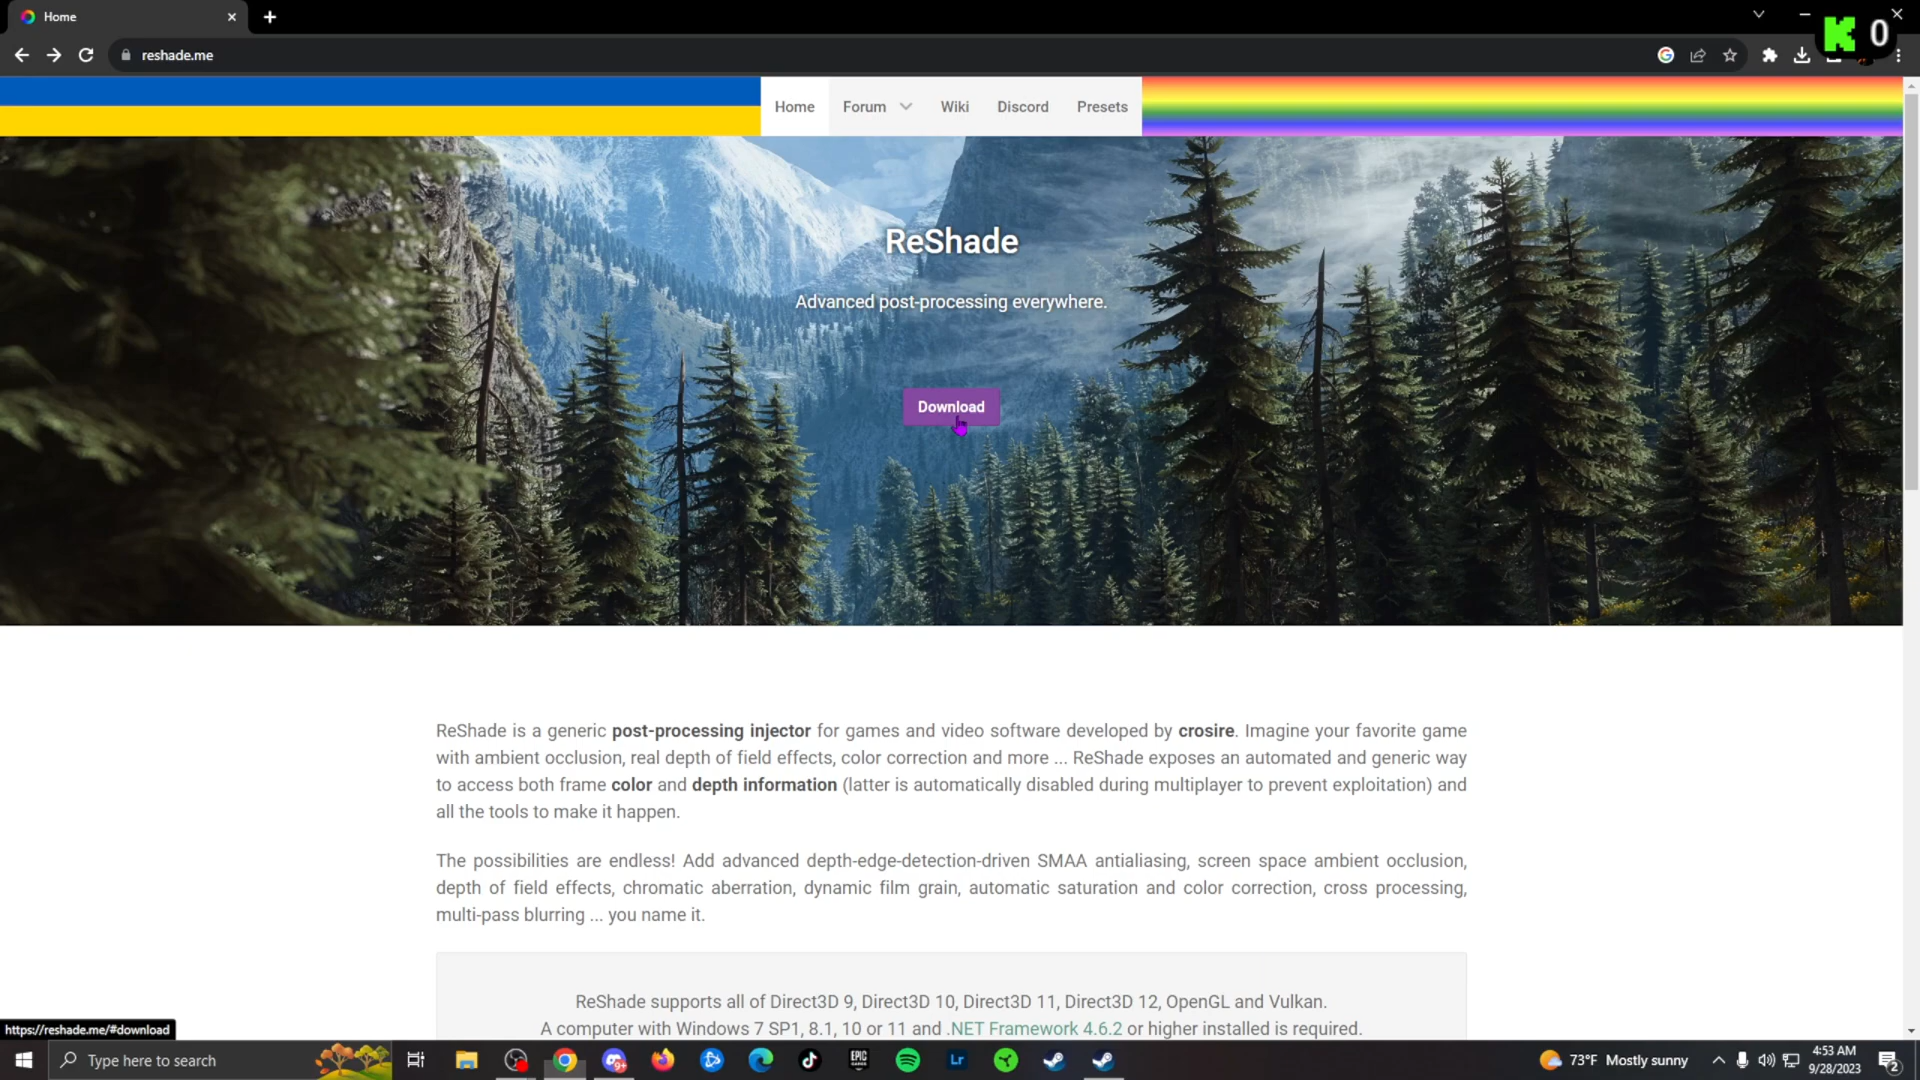 Home
0
reshade.me
Home
Forum
Wiki
Discord
Presets
ReShade
Advanced post-processing everywhere.
Download
ReShade is a generic post-processing injector for games and video software developed by crosire. Imagine your favorite game
with ambient occlusion, real depth of field effects, color correction and more ... ReShade exposes an automated and generic way
to access both frame color and depth information (latter is automatically disabled during multiplayer to prevent exploitation) and
all the tools to make it happen.
The possibilities are endless! Add advanced depth-edge-detection-driven SMAA antialiasing, screen space ambient occlusion,
depth of field effects, chromatic aberration, dynamic film grain, automatic saturation and color correction, cross processing,
multi-pass blurring ... you name it.
ReShade supports all of Direct3D 9, Direct3D 10, Direct3D 11, Direct3D 12, OpenGL and Vulkan.
A computer with Windows 7 SP1, 8.1, 10 or 11 and .NET Framework 4.6.2 or higher installed is required.
https://reshade.me/#download
Type here to search
9+
EPIC
GAMES
Lr
73°F Mostly sunny
4:53 AM
9/28/2023
2